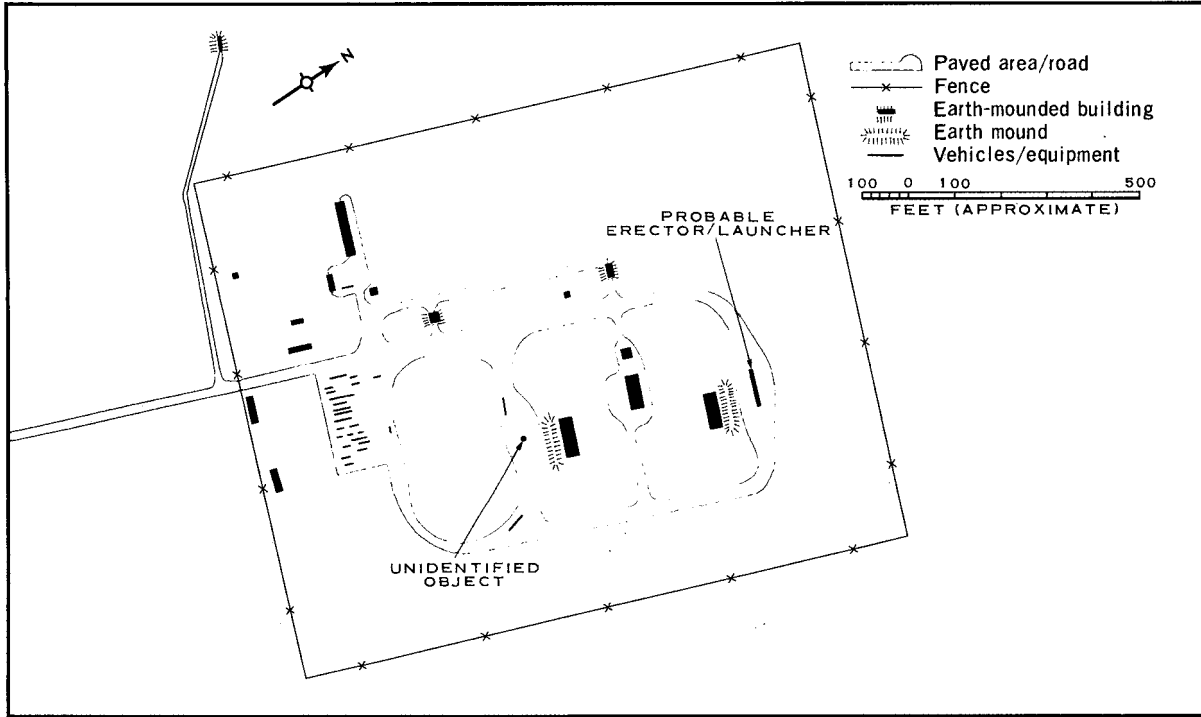 N
Paved area/road
Fence
Earth-mounded building
Earth mound
Vehicles/equipment
100 0 100 500
FEET (APPROXIMATE)
PROBABLE
ERECTOR/LAUNCHER
UNIDENTIFIED
OBJECT